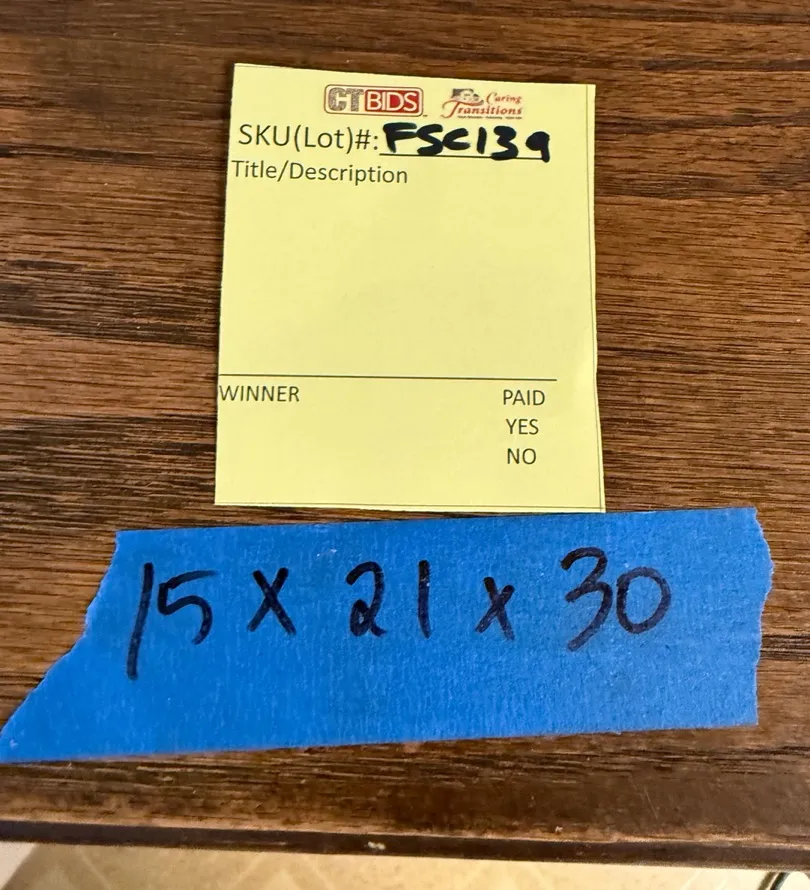 CTBIDS Caring Transitions
SKU(Lot)#: FSC139
Title/Description
WINNER PAID
YES
NO
15 x 21 x 30